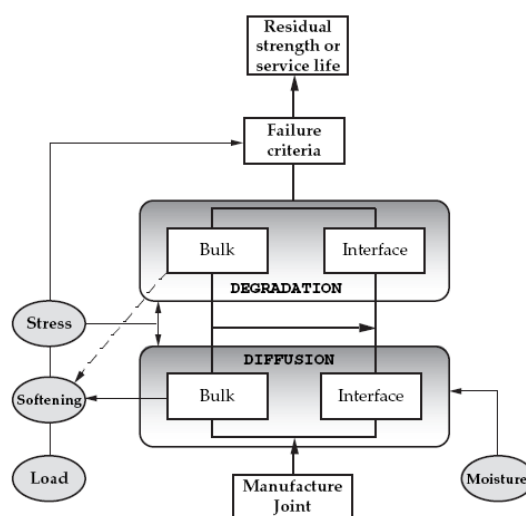 Residual
strength or
service life
Failure
criteria
Bulk
Interface
DEGRADATION
Stress
DIFFUSION
Bulk
Interface
Softening
Load
Moisture
Manufacture
Joint